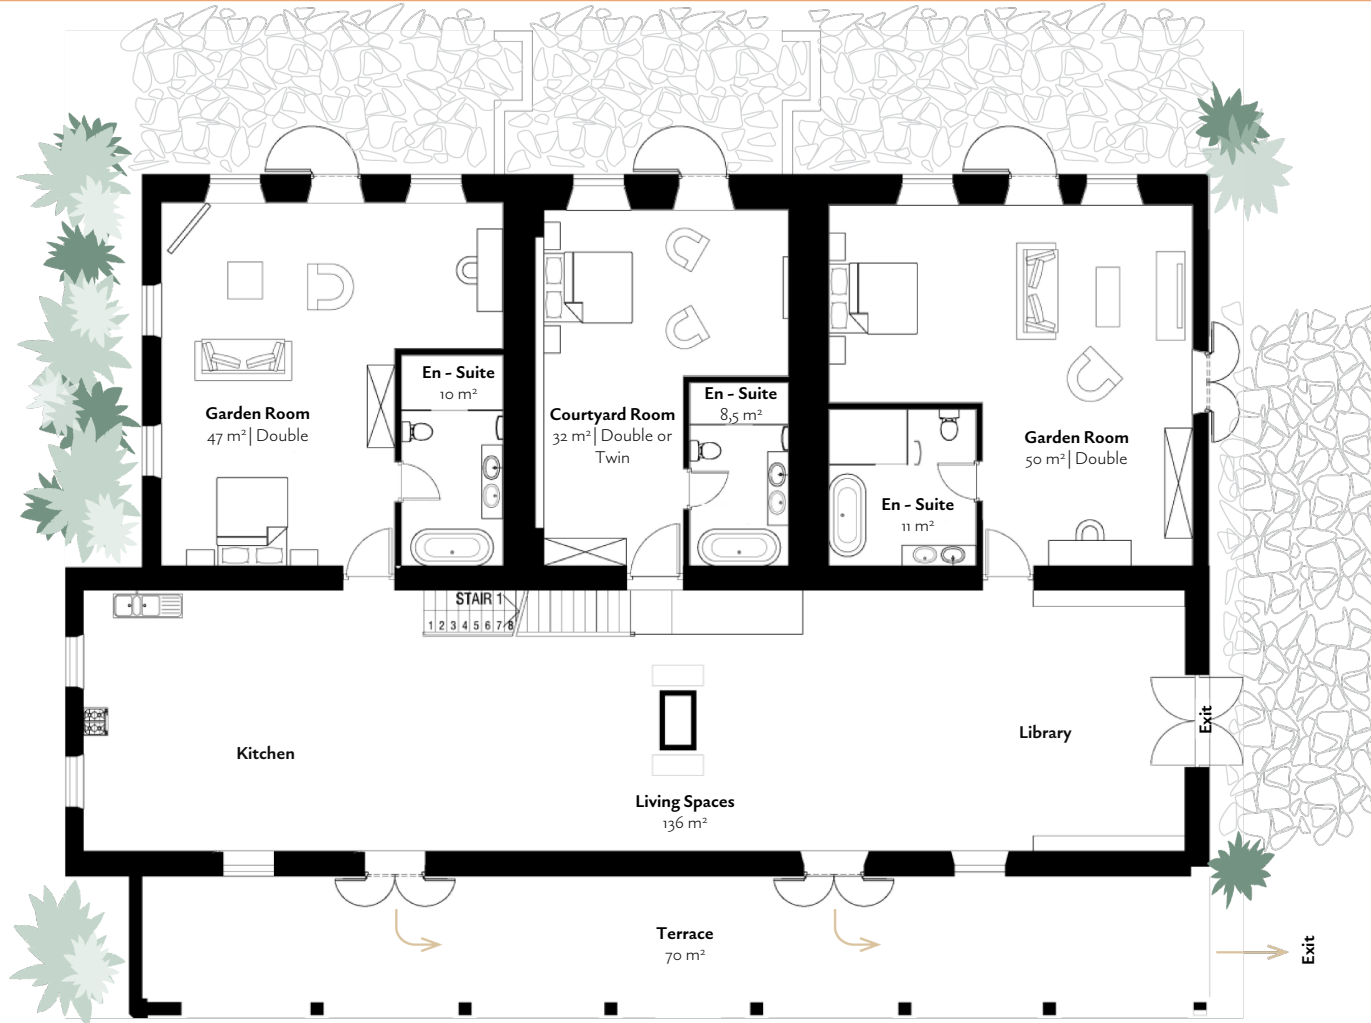 En - Suite
10 m²
Garden Room
47 m² | Double
Courtyard Room
32 m² | Double or
Twin
En - Suite
8,5 m²
Garden Room
50 m² | Double
En - Suite
11 m²
STAIR 1
1 2 3 4 5 6 7 8
Kitchen
Library
Exit
Living Spaces
136 m²
Terrace
70 m²
Exit